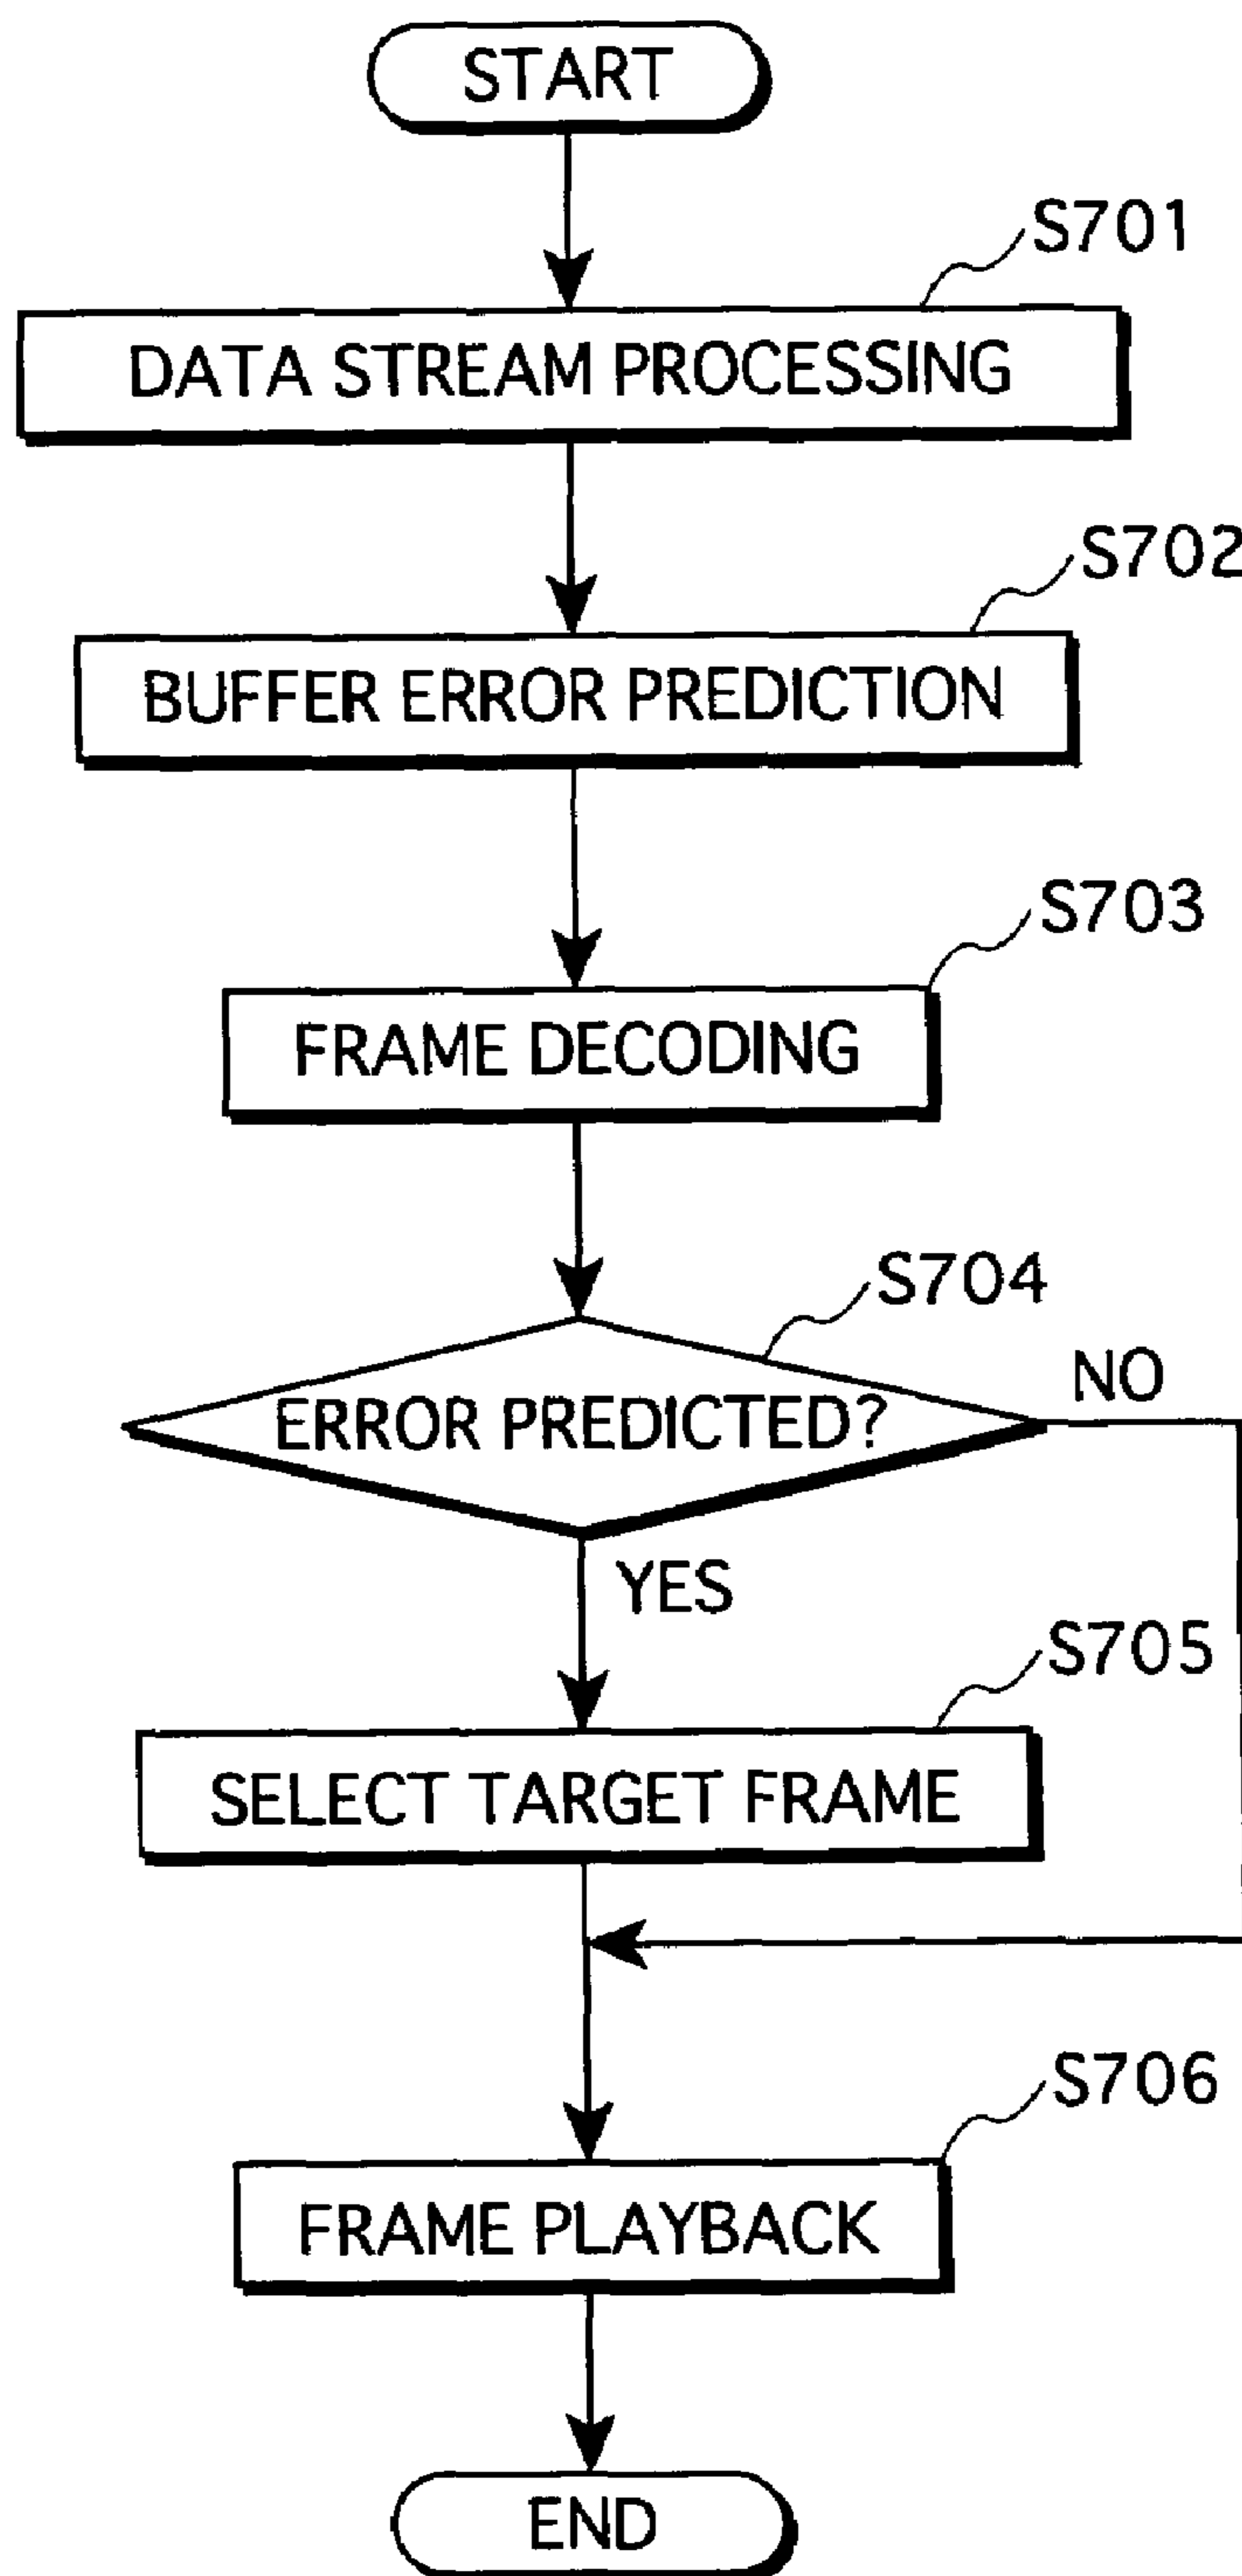 START
S701
DATA STREAM PROCESSING
S702
BUFFER ERROR PREDICTION
S703
FRAME DECODING
S704
NO
ERROR PREDICTED?
YES
S705
SELECT TARGET FRAME
S706
FRAME PLAYBACK
END